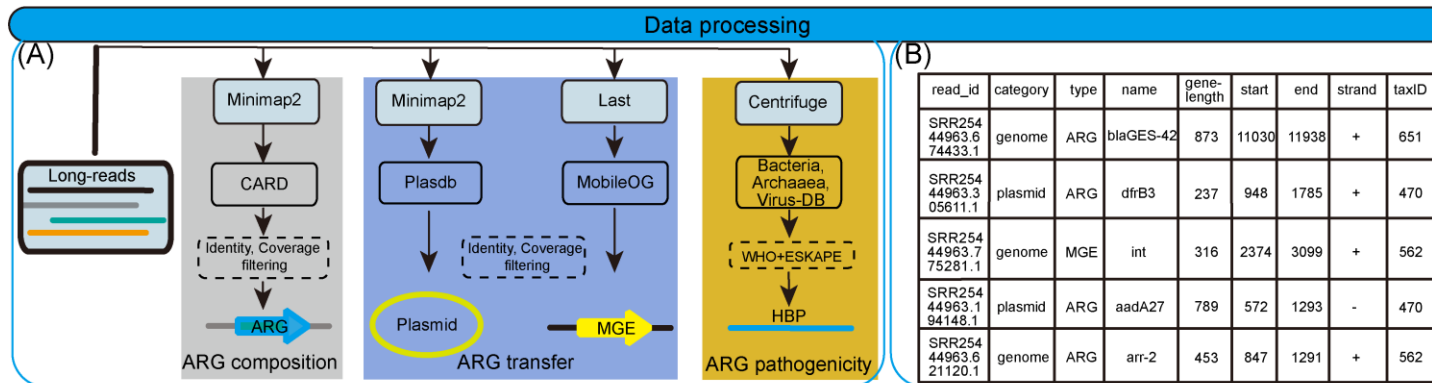 Data processing
(A)
Minimap2
Minimap2
Last
Centrifuge
Long-reads
CARD
Plasdb
MobileOG
Bacteria,
Archaaea,
Virus-DB
Identity, Coverage
filtering
Identity, Coverage
filtering
WHO+ESKAPE
ARG
Plasmid
MGE
HBP
ARG composition
ARG transfer
ARG pathogenicity
(B)
read_id category type name gene-length start end strand taxID
SRR254
44963.6
74433.1
genome ARG blaGES-42 873 11030 11938 + 651
SRR254
44963.3
05611.1
plasmid ARG dfrB3 237 948 1785 + 470
SRR254
44963.7
75281.1
genome MGE int 316 2374 3099 + 562
SRR254
44963.1
94148.1
plasmid ARG aadA27 789 572 1293 - 470
SRR254
44963.6
21120.1
genome ARG arr-2 453 847 1291 + 562